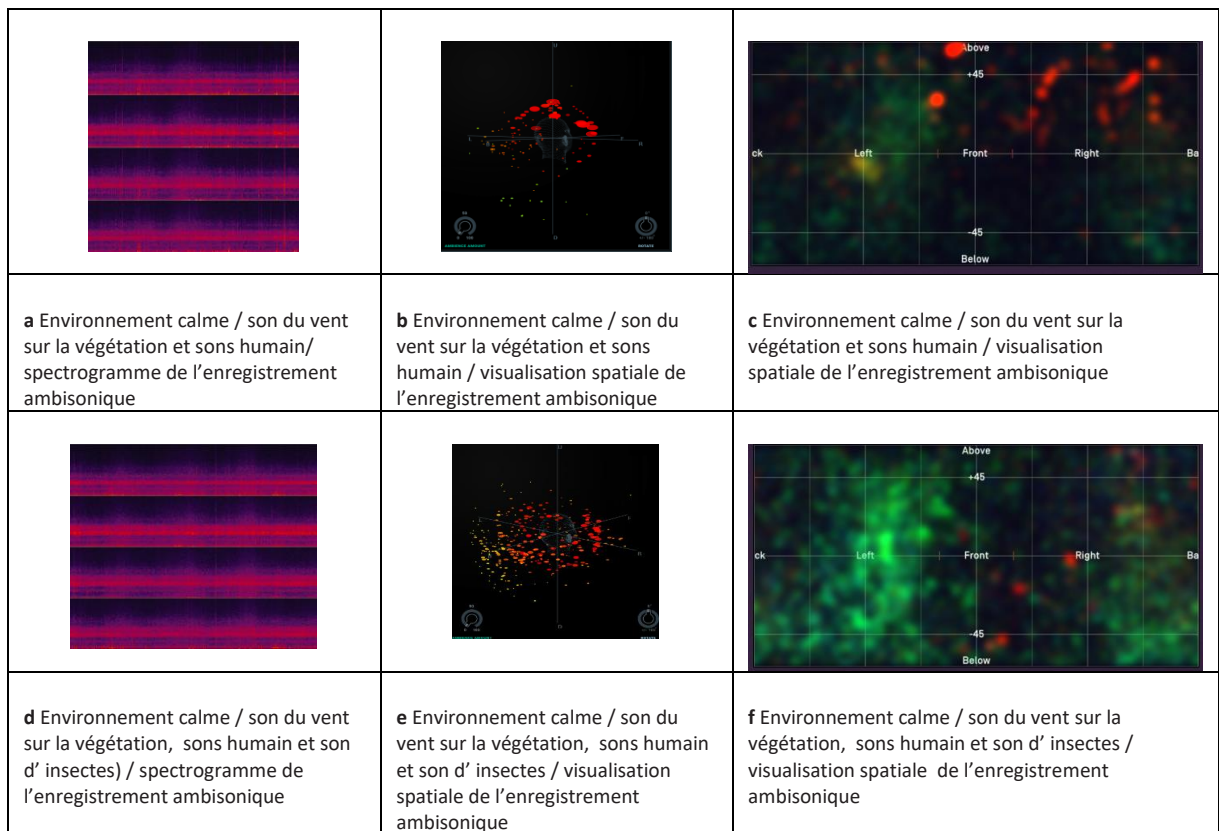 Above
+45
ck Left Front Right Ba
-45
Below
AMBIENCE AMOUNT
ROTATE
a Environnement calme / son du vent
sur la végétation et sons humain/
spectrogramme de l’enregistrement
ambisonique
b Environnement calme / son du
vent sur la végétation et sons
humain / visualisation spatiale de
l’enregistrement ambisonique
c Environnement calme / son du vent sur la
végétation et sons humain / visualisation
spatiale de l’enregistrement ambisonique
Above
+45
ck Left Front Right Ba
-45
Below
d Environnement calme / son du vent
sur la végétation, sons humain et son
d’ insectes) / spectrogramme de
l’enregistrement ambisonique
e Environnement calme / son du
vent sur la végétation, sons humain
et son d’ insectes / visualisation
spatiale de l’enregistrement
ambisonique
f Environnement calme / son du vent sur la
végétation, sons humain et son d’ insectes /
visualisation spatiale de l’enregistrement
ambisonique